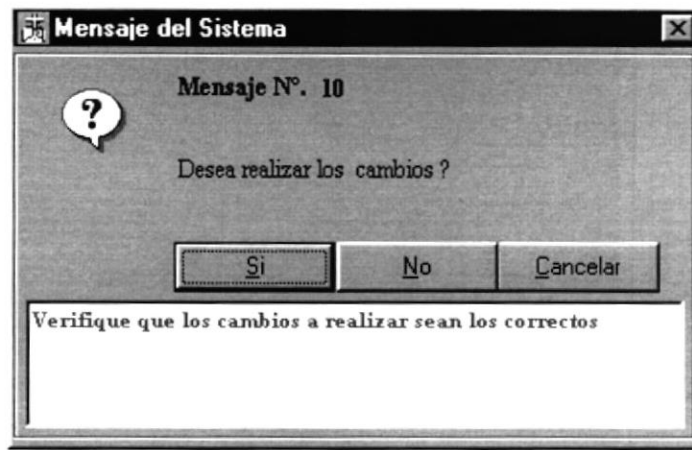 Mensaje del Sistema
Mensaje Nº. 10
?
Desea realizar los cambios ?
Si No Cancelar
Verifique que los cambios a realizar sean los correctos